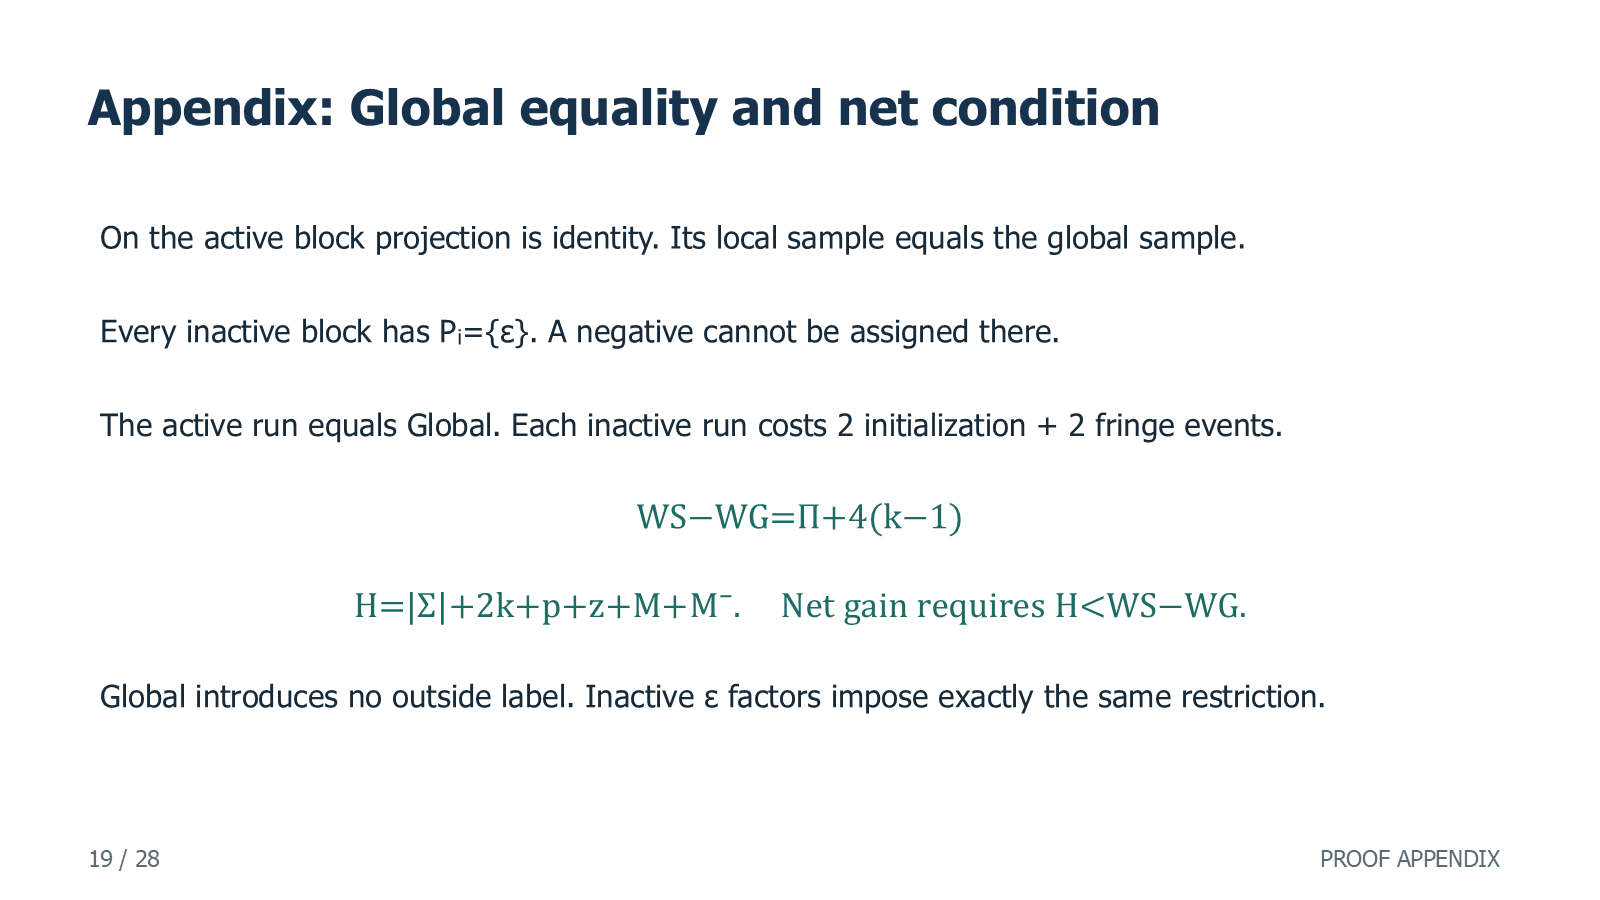 Appendix: Global equality and net condition
On the active block projection is identity. Its local sample equals the global sample.
Every inactive block has Pᵢ={ε}. A negative cannot be assigned there.
The active run equals Global. Each inactive run costs 2 initialization + 2 fringe events.
WS−WG=Π+4(k−1)
H=|Σ|+2k+p+z+M+M⁻. Net gain requires H<WS−WG.
Global introduces no outside label. Inactive ε factors impose exactly the same restriction.
19 / 28
PROOF APPENDIX